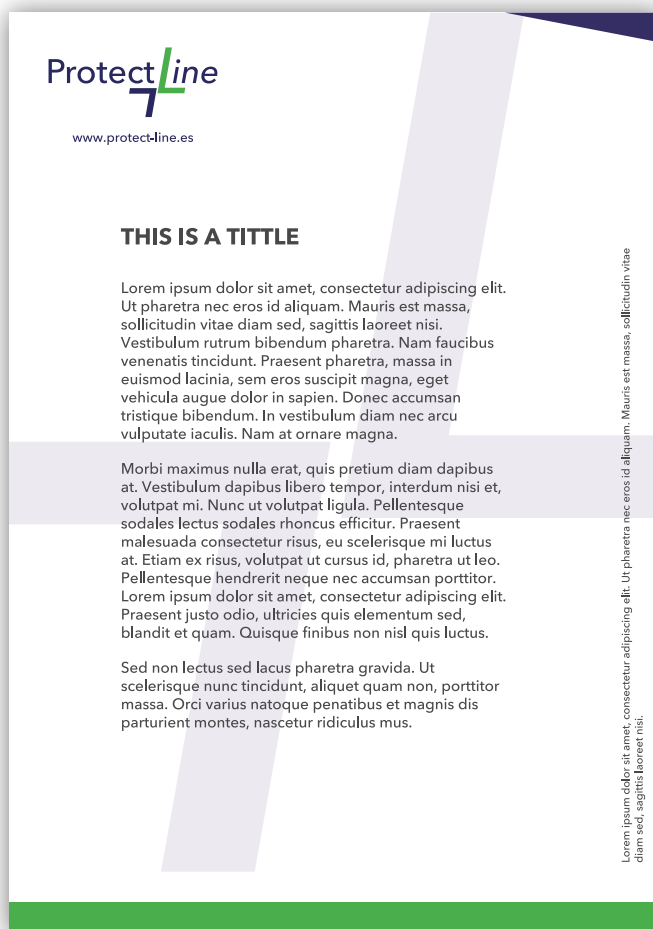 ProtectLine
www.protect-line.es
THIS IS A TITTLE
Lorem ipsum dolor sit amet, consectetur adipiscing elit.
Ut pharetra nec eros id aliquam. Mauris est massa,
sollicitudin vitae diam sed, sagittis laoreet nisi.
Vestibulum rutrum bibendum pharetra. Nam faucibus
venenatis tincidunt. Praesent pharetra, massa in
euismod lacinia, sem eros suscipit magna, eget
vehicula augue dolor in sapien. Donec accumsan
tristique bibendum. In vestibulum diam nec arcu
vulputate iaculis. Nam at ornare magna.
Morbi maximus nulla erat, quis pretium diam dapibus
at. Vestibulum dapibus libero tempor, interdum nisi et,
volutpat mi. Nunc ut volutpat ligula. Pellentesque
sodales lectus sodales rhoncus efficitur. Praesent
malesuada consectetur risus, eu scelerisque mi luctus
at. Etiam ex risus, volutpat ut cursus id, pharetra ut leo.
Pellentesque hendrerit neque nec accumsan porttitor.
Lorem ipsum dolor sit amet, consectetur adipiscing elit.
Praesent justo odio, ultricies quis elementum sed,
blandit et quam. Quisque finibus non nisl quis luctus.
Sed non lectus sed lacus pharetra gravida. Ut
scelerisque nunc tincidunt, aliquet quam non, porttitor
massa. Orci varius natoque penatibus et magnis dis
parturient montes, nascetur ridiculus mus.
Lorem ipsum dolor sit amet, consectetur adipiscing elit. Ut pharetra nec eros id aliquam. Mauris est massa, sollicitudin vitae
diam sed, sagittis laoreet nisi.